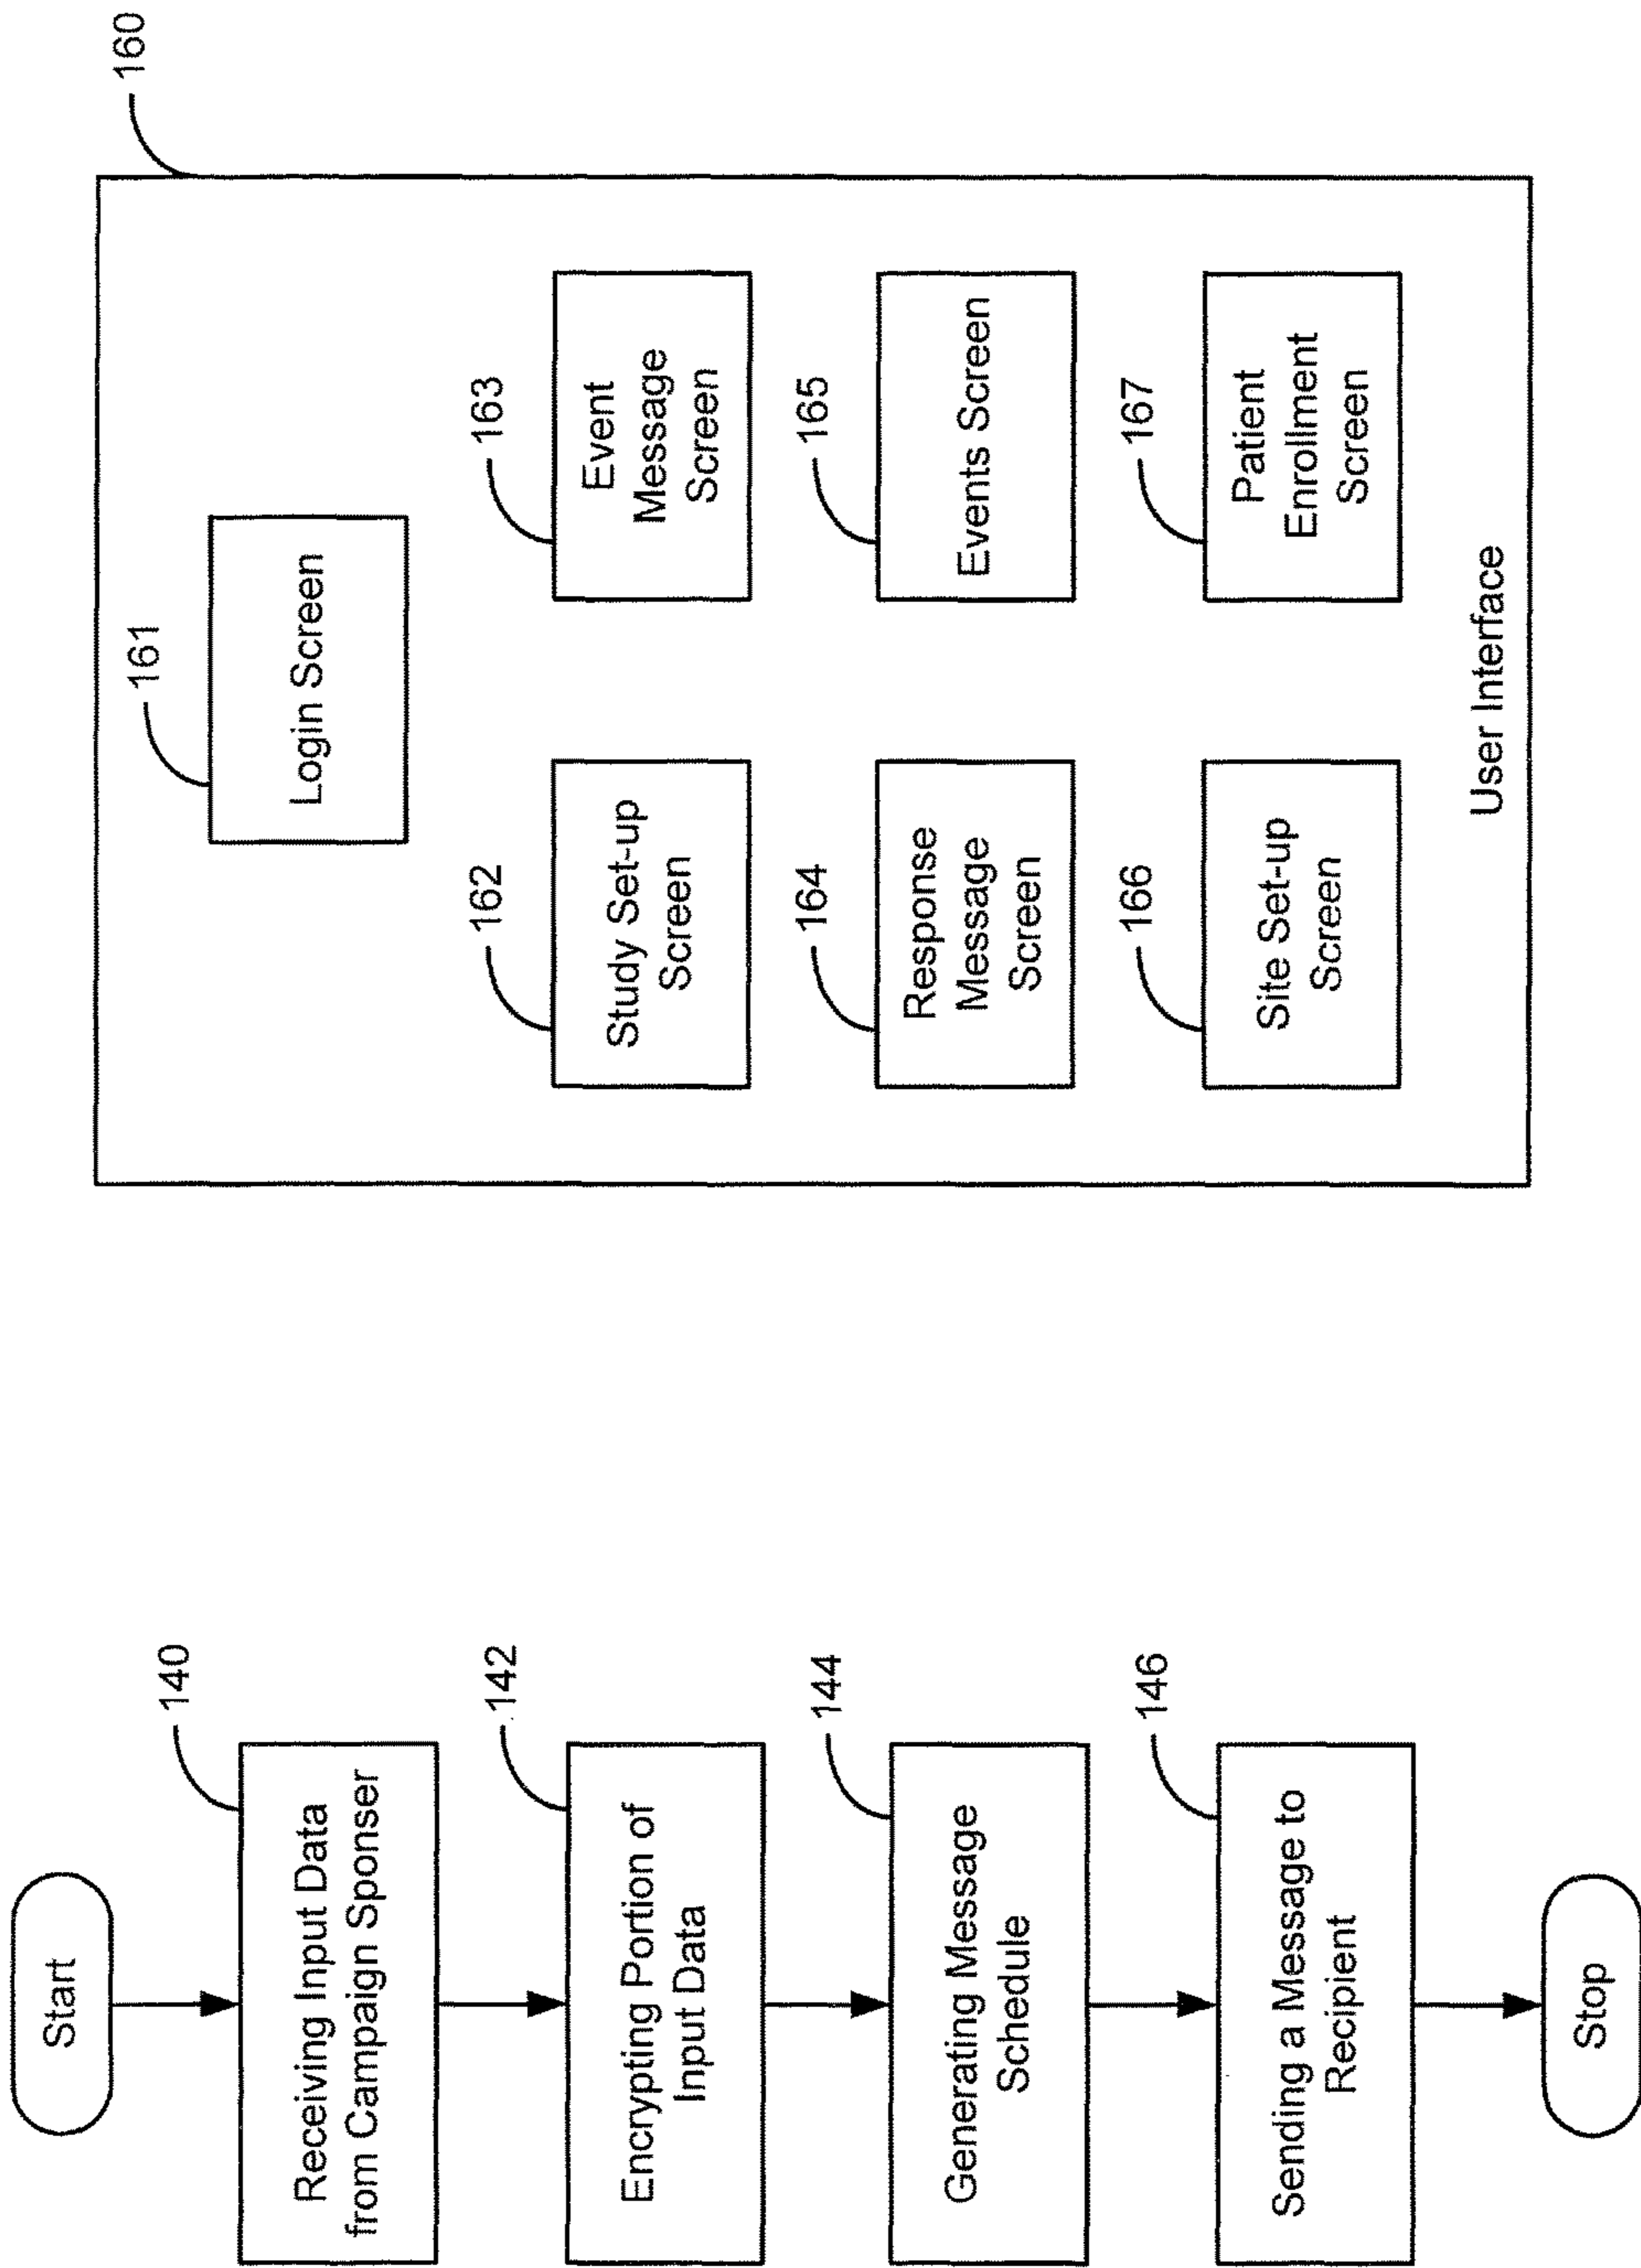 Start
140
Receiving Input Data
from Campaign Sponser
142
Encrypting Portion of
Input Data
144
Generating Message
Schedule
146
Sending a Message to
Recipient
Stop
160
161
Login Screen
162
Study Set-up
Screen
163
Event
Message
Screen
164
Response
Message
Screen
165
Events Screen
166
Site Set-up
Screen
167
Patient
Enrollment
Screen
User Interface